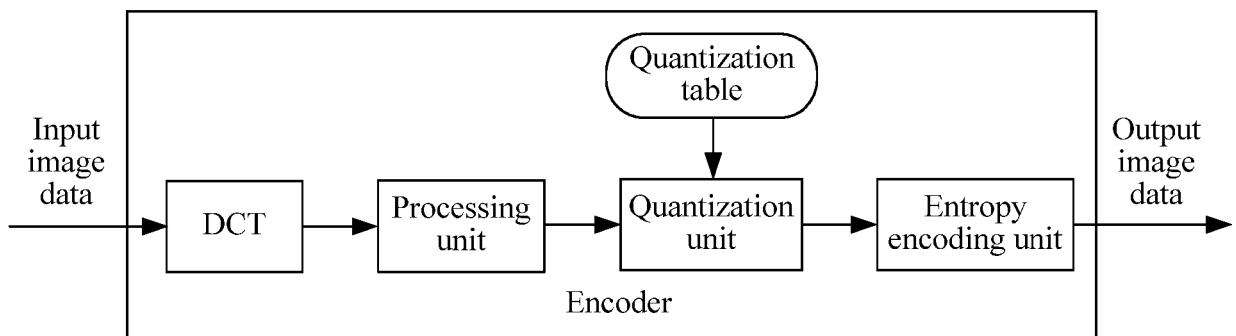 Quantization
table
Input
image
data
DCT
Processing
unit
Quantization
unit
Entropy
encoding unit
Output
image
data
Encoder